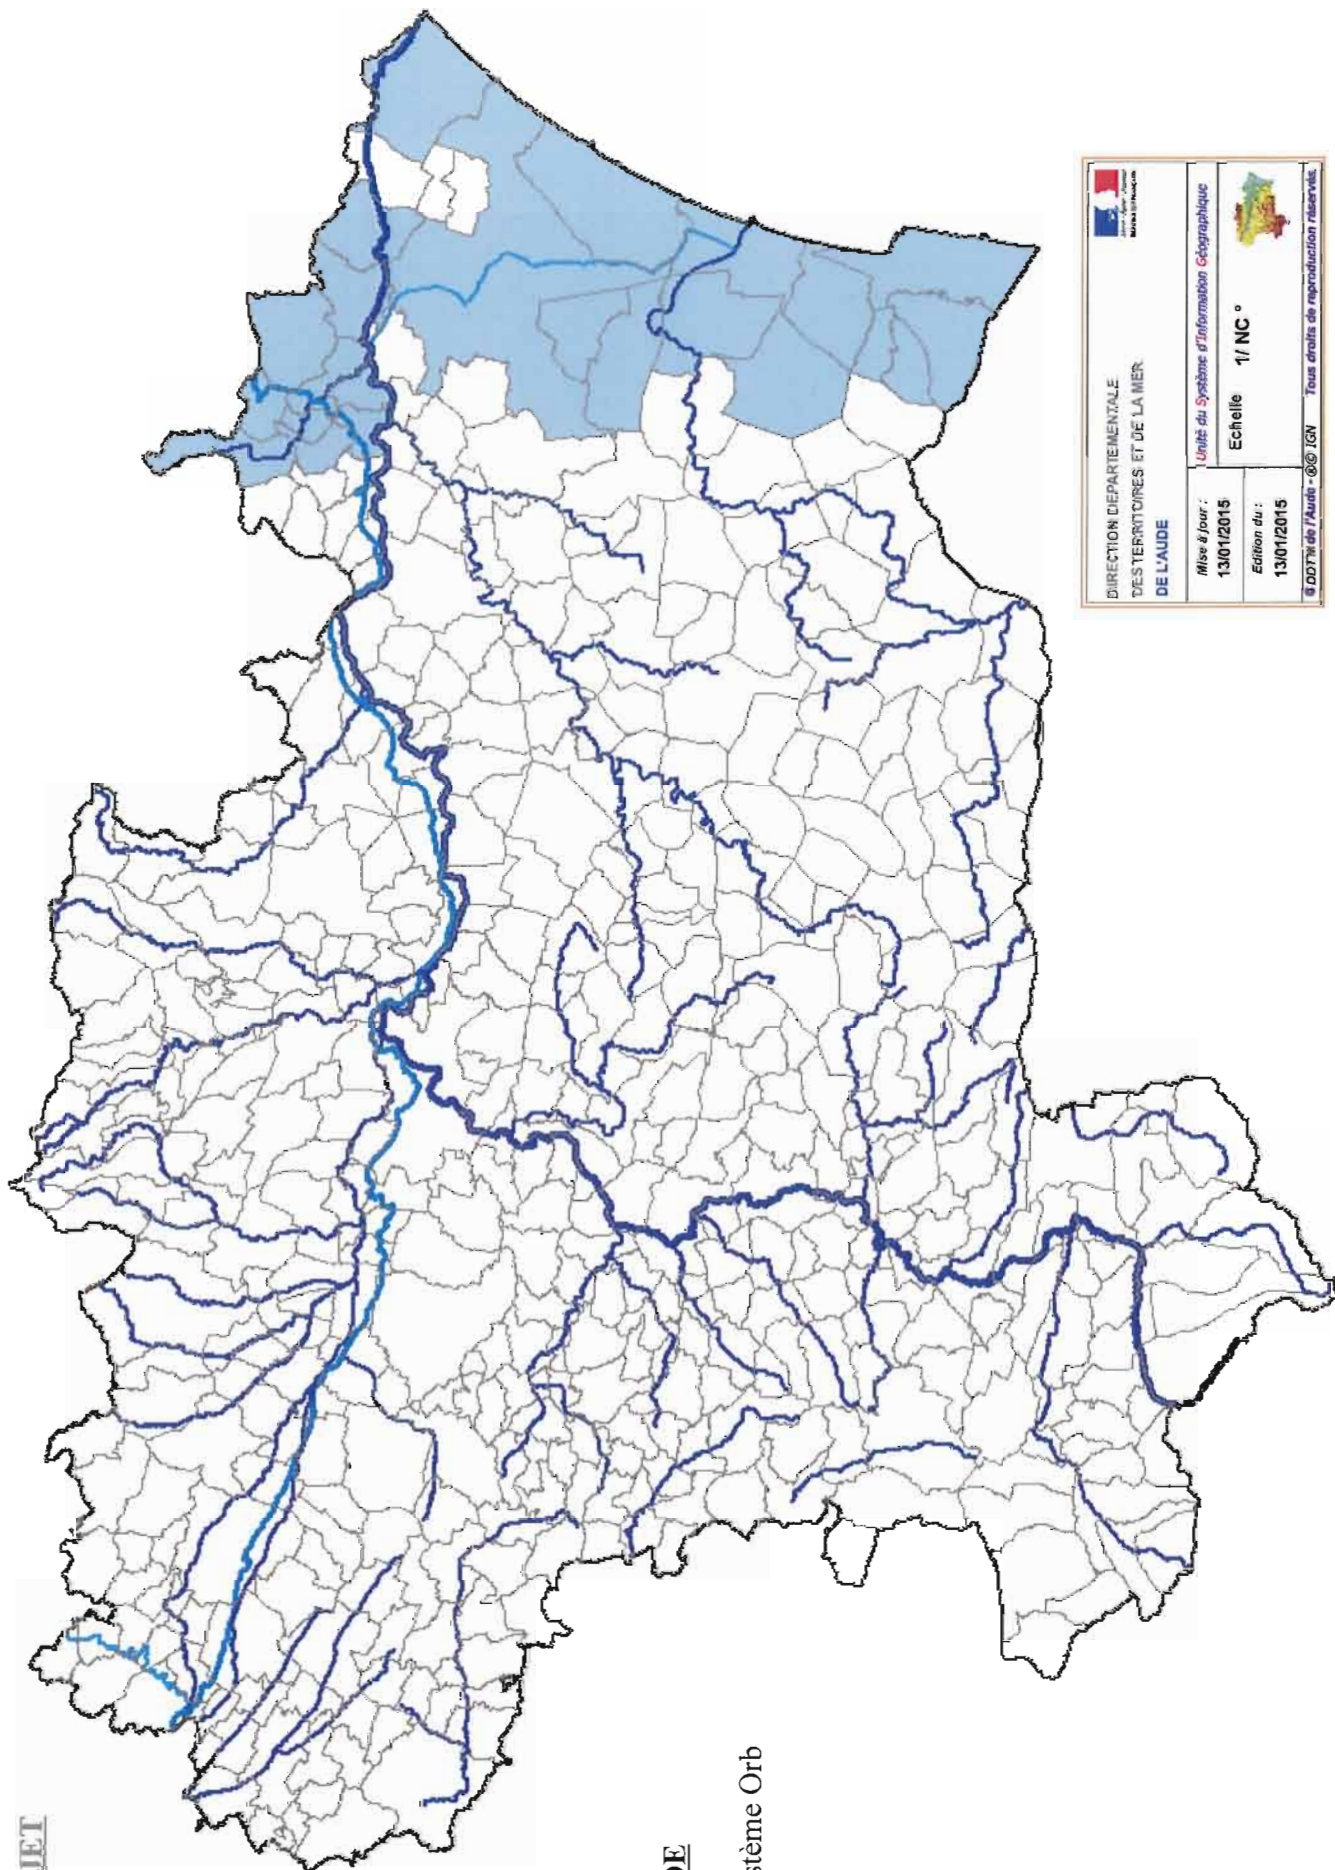 JET
DE
stème Orb
DIRECTION DEPARTEMENTALE
DES TERRITOIRES ET DE LA MER
DE L'AUDE
Mise à jour :
13/01/2015
Unité du Système d'Information Géographique
Echelle 1/ NC °
Edition du :
13/01/2015
© DDTM de l'Aude - ®© IGN Tous droits de reproduction réservés.